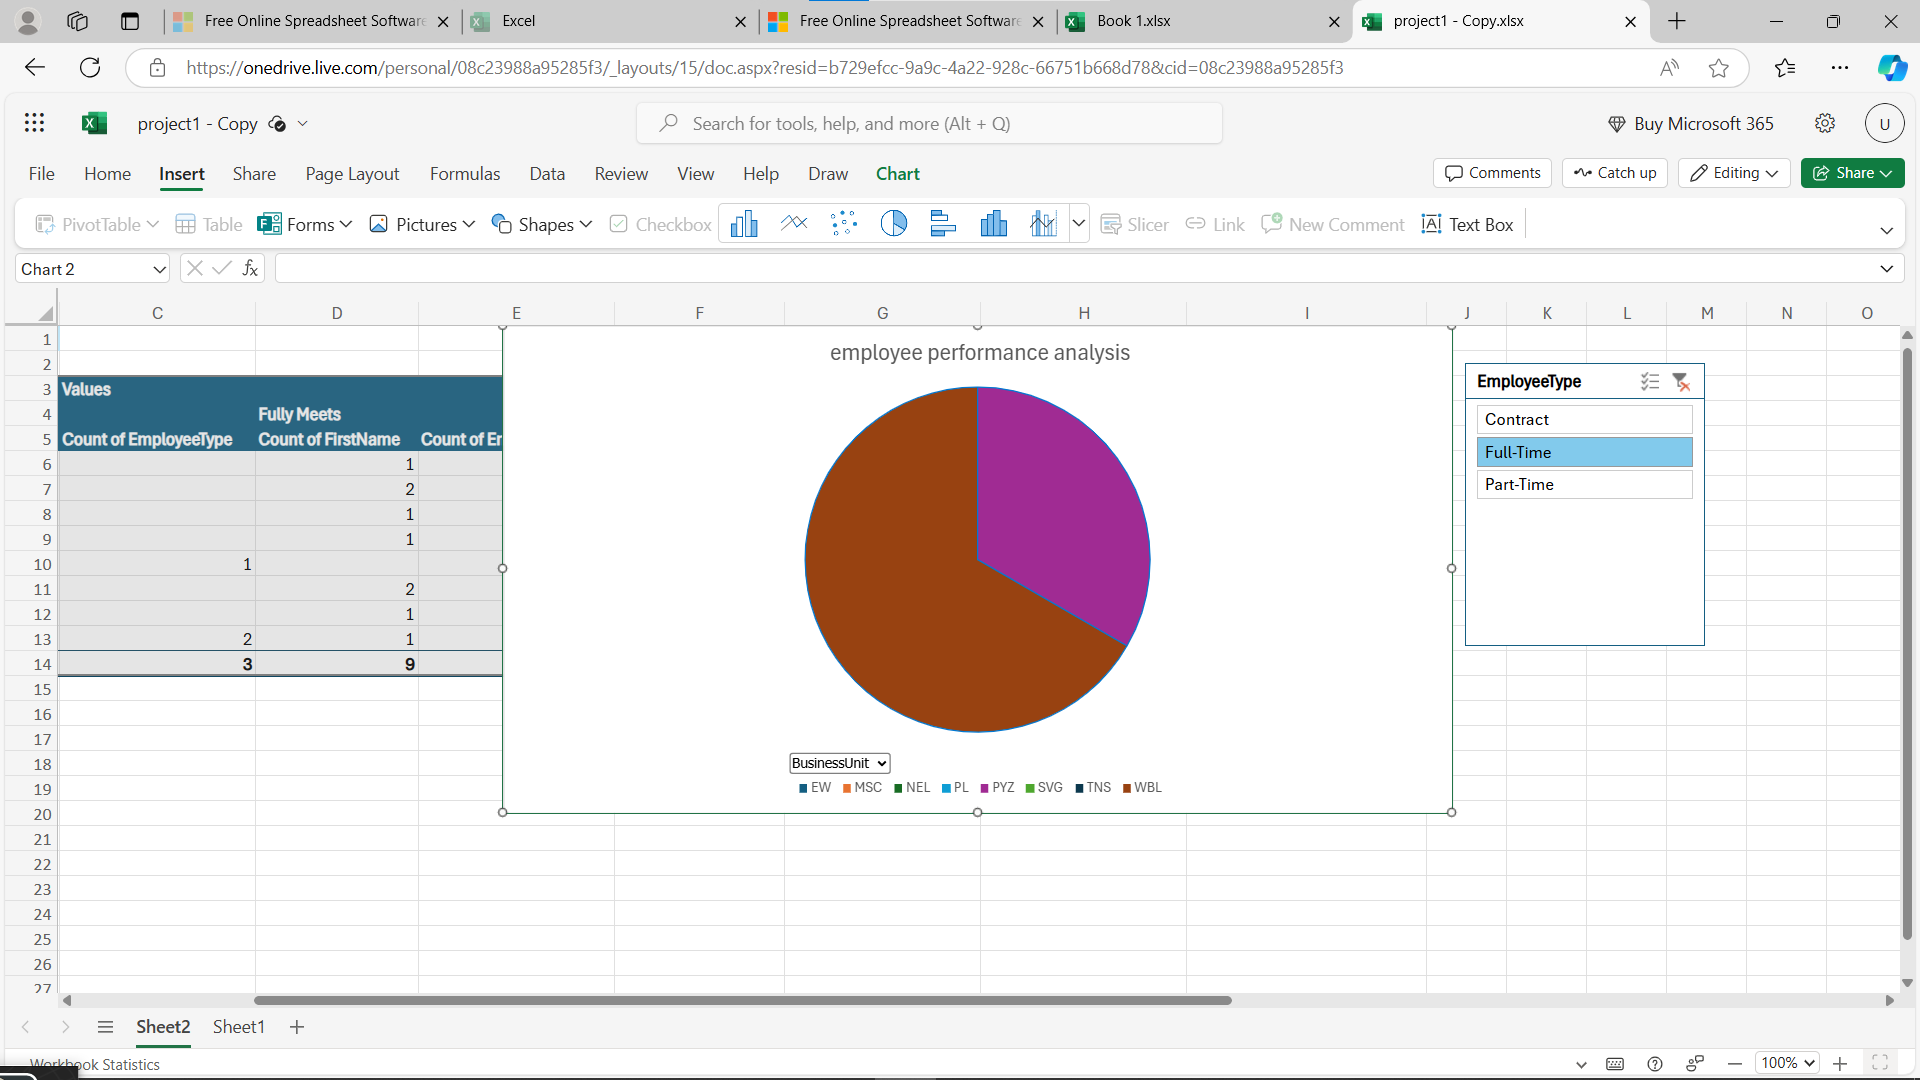 Free Online Spreadsheet Software
Excel
Free Online Spreadsheet Software
Book 1.xlsx
project1 - Copy.xlsx
https://onedrive.live.com/personal/08c23988a95285f3/_layouts/15/doc.aspx?resid=b729efcc-9a9c-4a22-928c-66751b668d78&cid=08c23988a95285f3
project1 - Copy
Search for tools, help, and more (Alt + Q)
Buy Microsoft 365
U
File Home Insert Share Page Layout Formulas Data Review View Help Draw Chart
Comments Catch up Editing Share
PivotTable Table Forms Pictures Shapes Checkbox Slicer Link New Comment Text Box
Chart 2
fx
C D E F G H I J K L M N O
1
2
3 Values
4 Fully Meets
5 Count of EmployeeType Count of FirstName Count of Er
6 1
7 2
8 1
9 1
10 1
11 2
12 1
13 2 1
14 3 9
15
16
17
18
19
20
21
22
23
24
25
26
27
employee performance analysis
BusinessUnit
EW MSC NEL PL PYZ SVG TNS WBL
EmployeeType
Contract
Full-Time
Part-Time
Sheet2 Sheet1
Workbook Statistics
100%